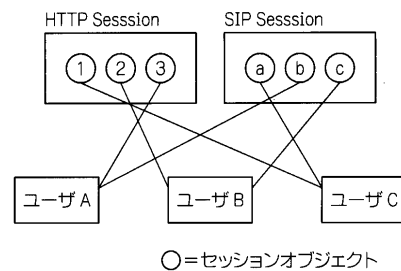 HTTP Sesssion
SIP Sesssion
1 2 3
a b c
ユーザA
ユーザB
ユーザC
○=セッションオブジェクト